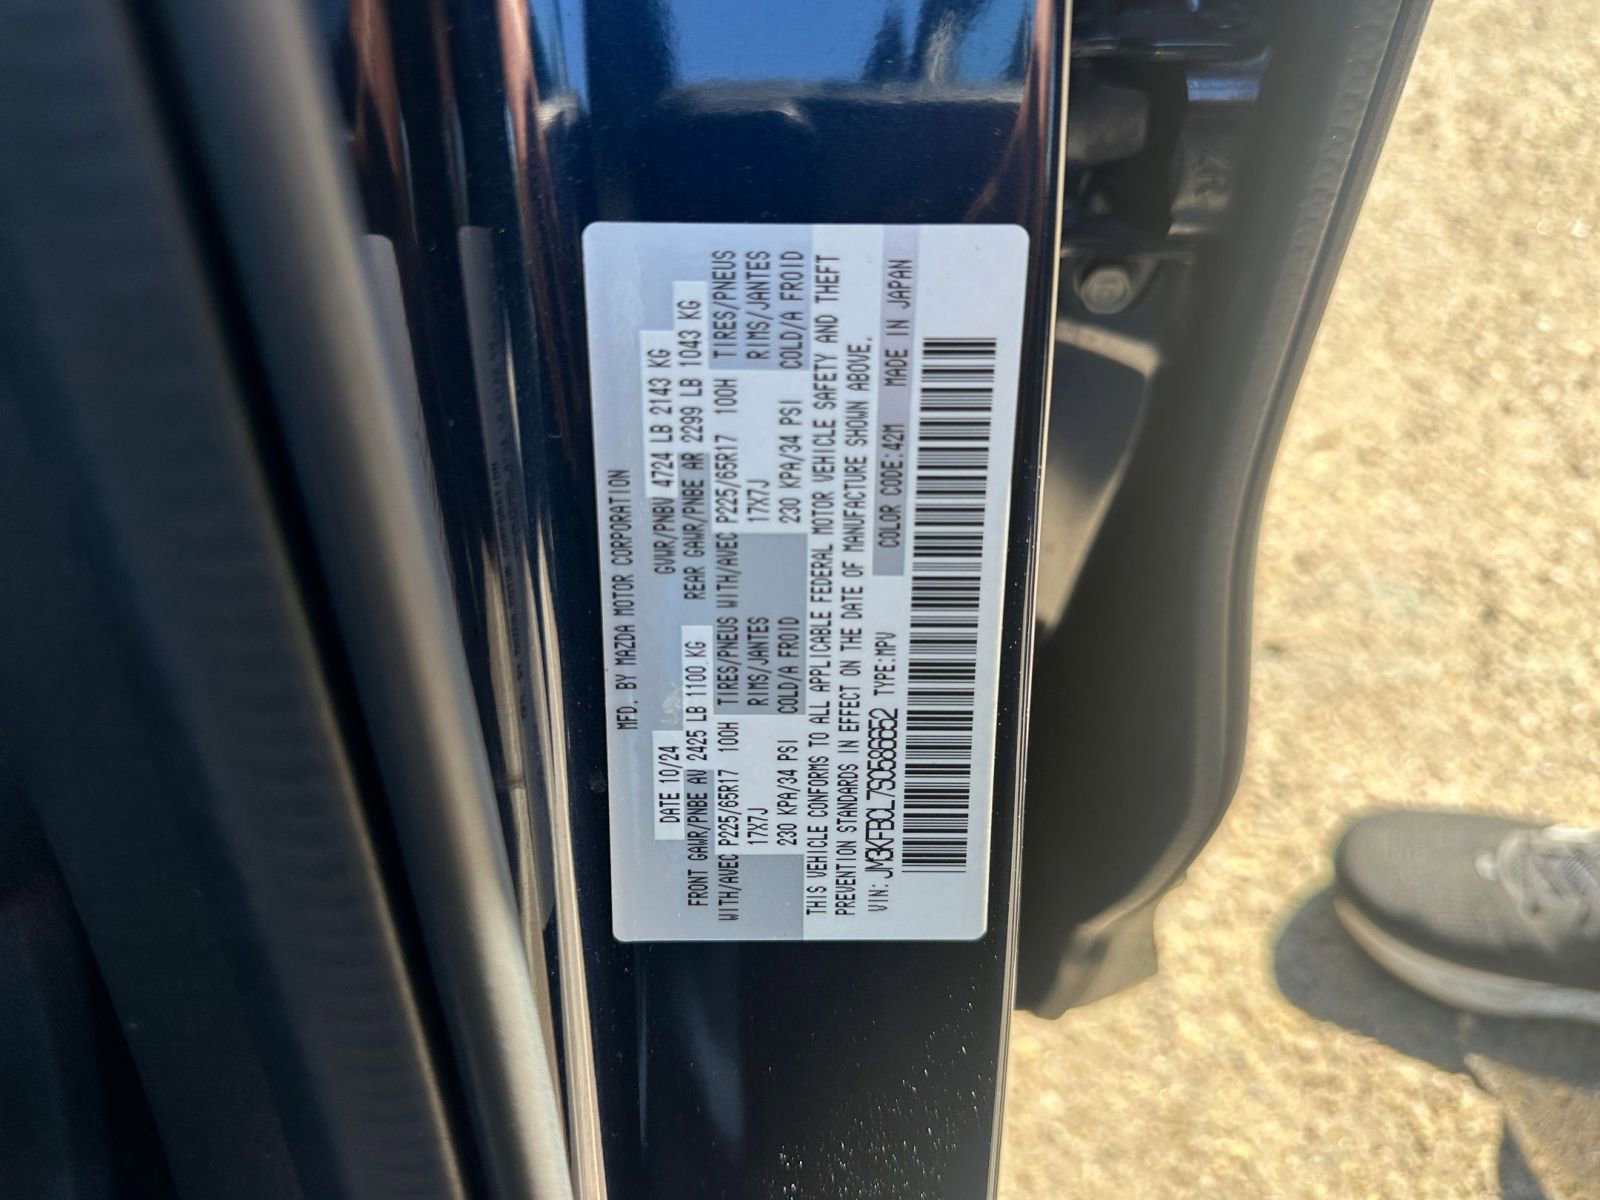 MFD. BY MAZDA MOTOR CORPORATION
DATE 10/24 GVWR/PNBV 4724 LB 2143 KG
FRONT GAWR/PNBE AV 2425 LB 1100 KG REAR GAWR/PNBE AR 2299 LB 1043 KG
WITH/AVEC P225/65R17 100H TIRES/PNEUS WITH/AVEC P225/65R17 100H TIRES/PNEUS
17X7J RIMS/JANTES 17X7J RIMS/JANTES
230 KPA/34 PSI COLD/A FROID 230 KPA/34 PSI COLD/A FROID
THIS VEHICLE CONFORMS TO ALL APPLICABLE FEDERAL MOTOR VEHICLE SAFETY AND THEFT
PREVENTION STANDARDS IN EFFECT ON THE DATE OF MANUFACTURE SHOWN ABOVE.
VIN: JM3KFBCL7S0586652 TYPE:MPV COLOR CODE:42M MADE IN JAPAN